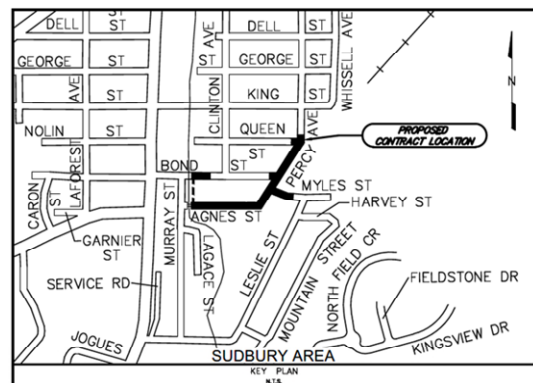 DELL ST
DELL ST
GEORGE ST
GEORGE ST
KING ST
NOLIN ST
QUEEN ST
BOND ST
AGNES ST
MYLES ST
HARVEY ST
CLINTON AVE
WHISSELL AVE
PERCY AVE
LAFOREST AVE
CARON ST
GARNIER ST
MURRAY ST
LAGACE ST
LESLIE ST
MOUNTAIN STREET
NORTH FIELD CR
FIELDSTONE DR
KINGSVIEW DR
SERVICE RD
JOGUES
N
PROPOSED
CONTRACT LOCATION
SUDBURY AREA
KEY PLAN
N.T.S.